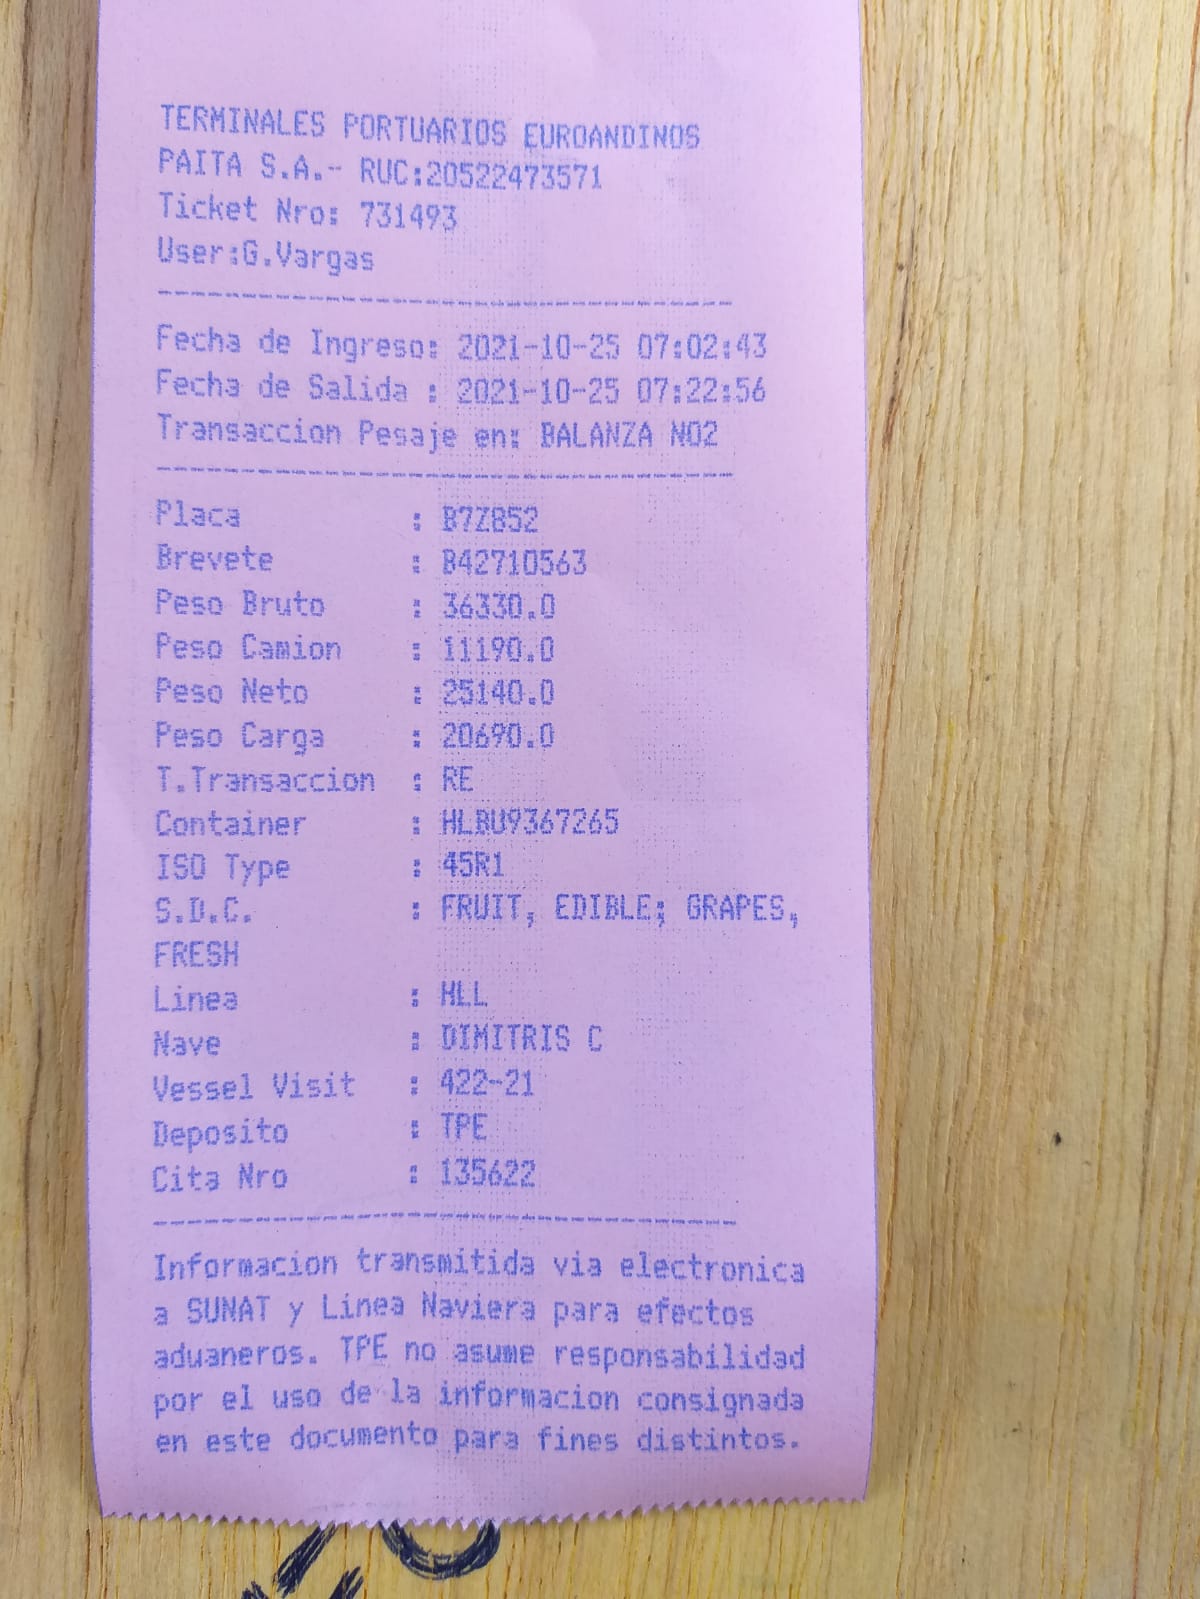 TERMINALES PORTUARIOS EUROANDINOS
PAITA S.A.- RUC:20522473571
Ticket Nro: 731493
User:G.Vargas
Fecha de Ingreso: 2021-10-25 07:02:43
Fecha de Salida : 2021-10-25 07:22:56
Transaccion Pesaje en: BALANZA NO2
Placa : B7Z852
Brevete : B42710563
Peso Bruto : 36330.0
Peso Camion : 11190.0
Peso Neto : 25140.0
Peso Carga : 20690.0
T.Transaccion : RE
Container : HLBU9367265
ISO Type : 45R1
S.D.C. : FRUIT, EDIBLE; GRAPES,
FRESH
Linea : HLL
Nave : DIMITRIS C
Vessel Visit : 422-21
Deposito : TPE
Cita Nro : 135622
Informacion transmitida via electronica
a SUNAT y Linea Naviera para efectos
aduaneros. TPE no asume responsabilidad
por el uso de la informacion consignada
en este documento para fines distintos.